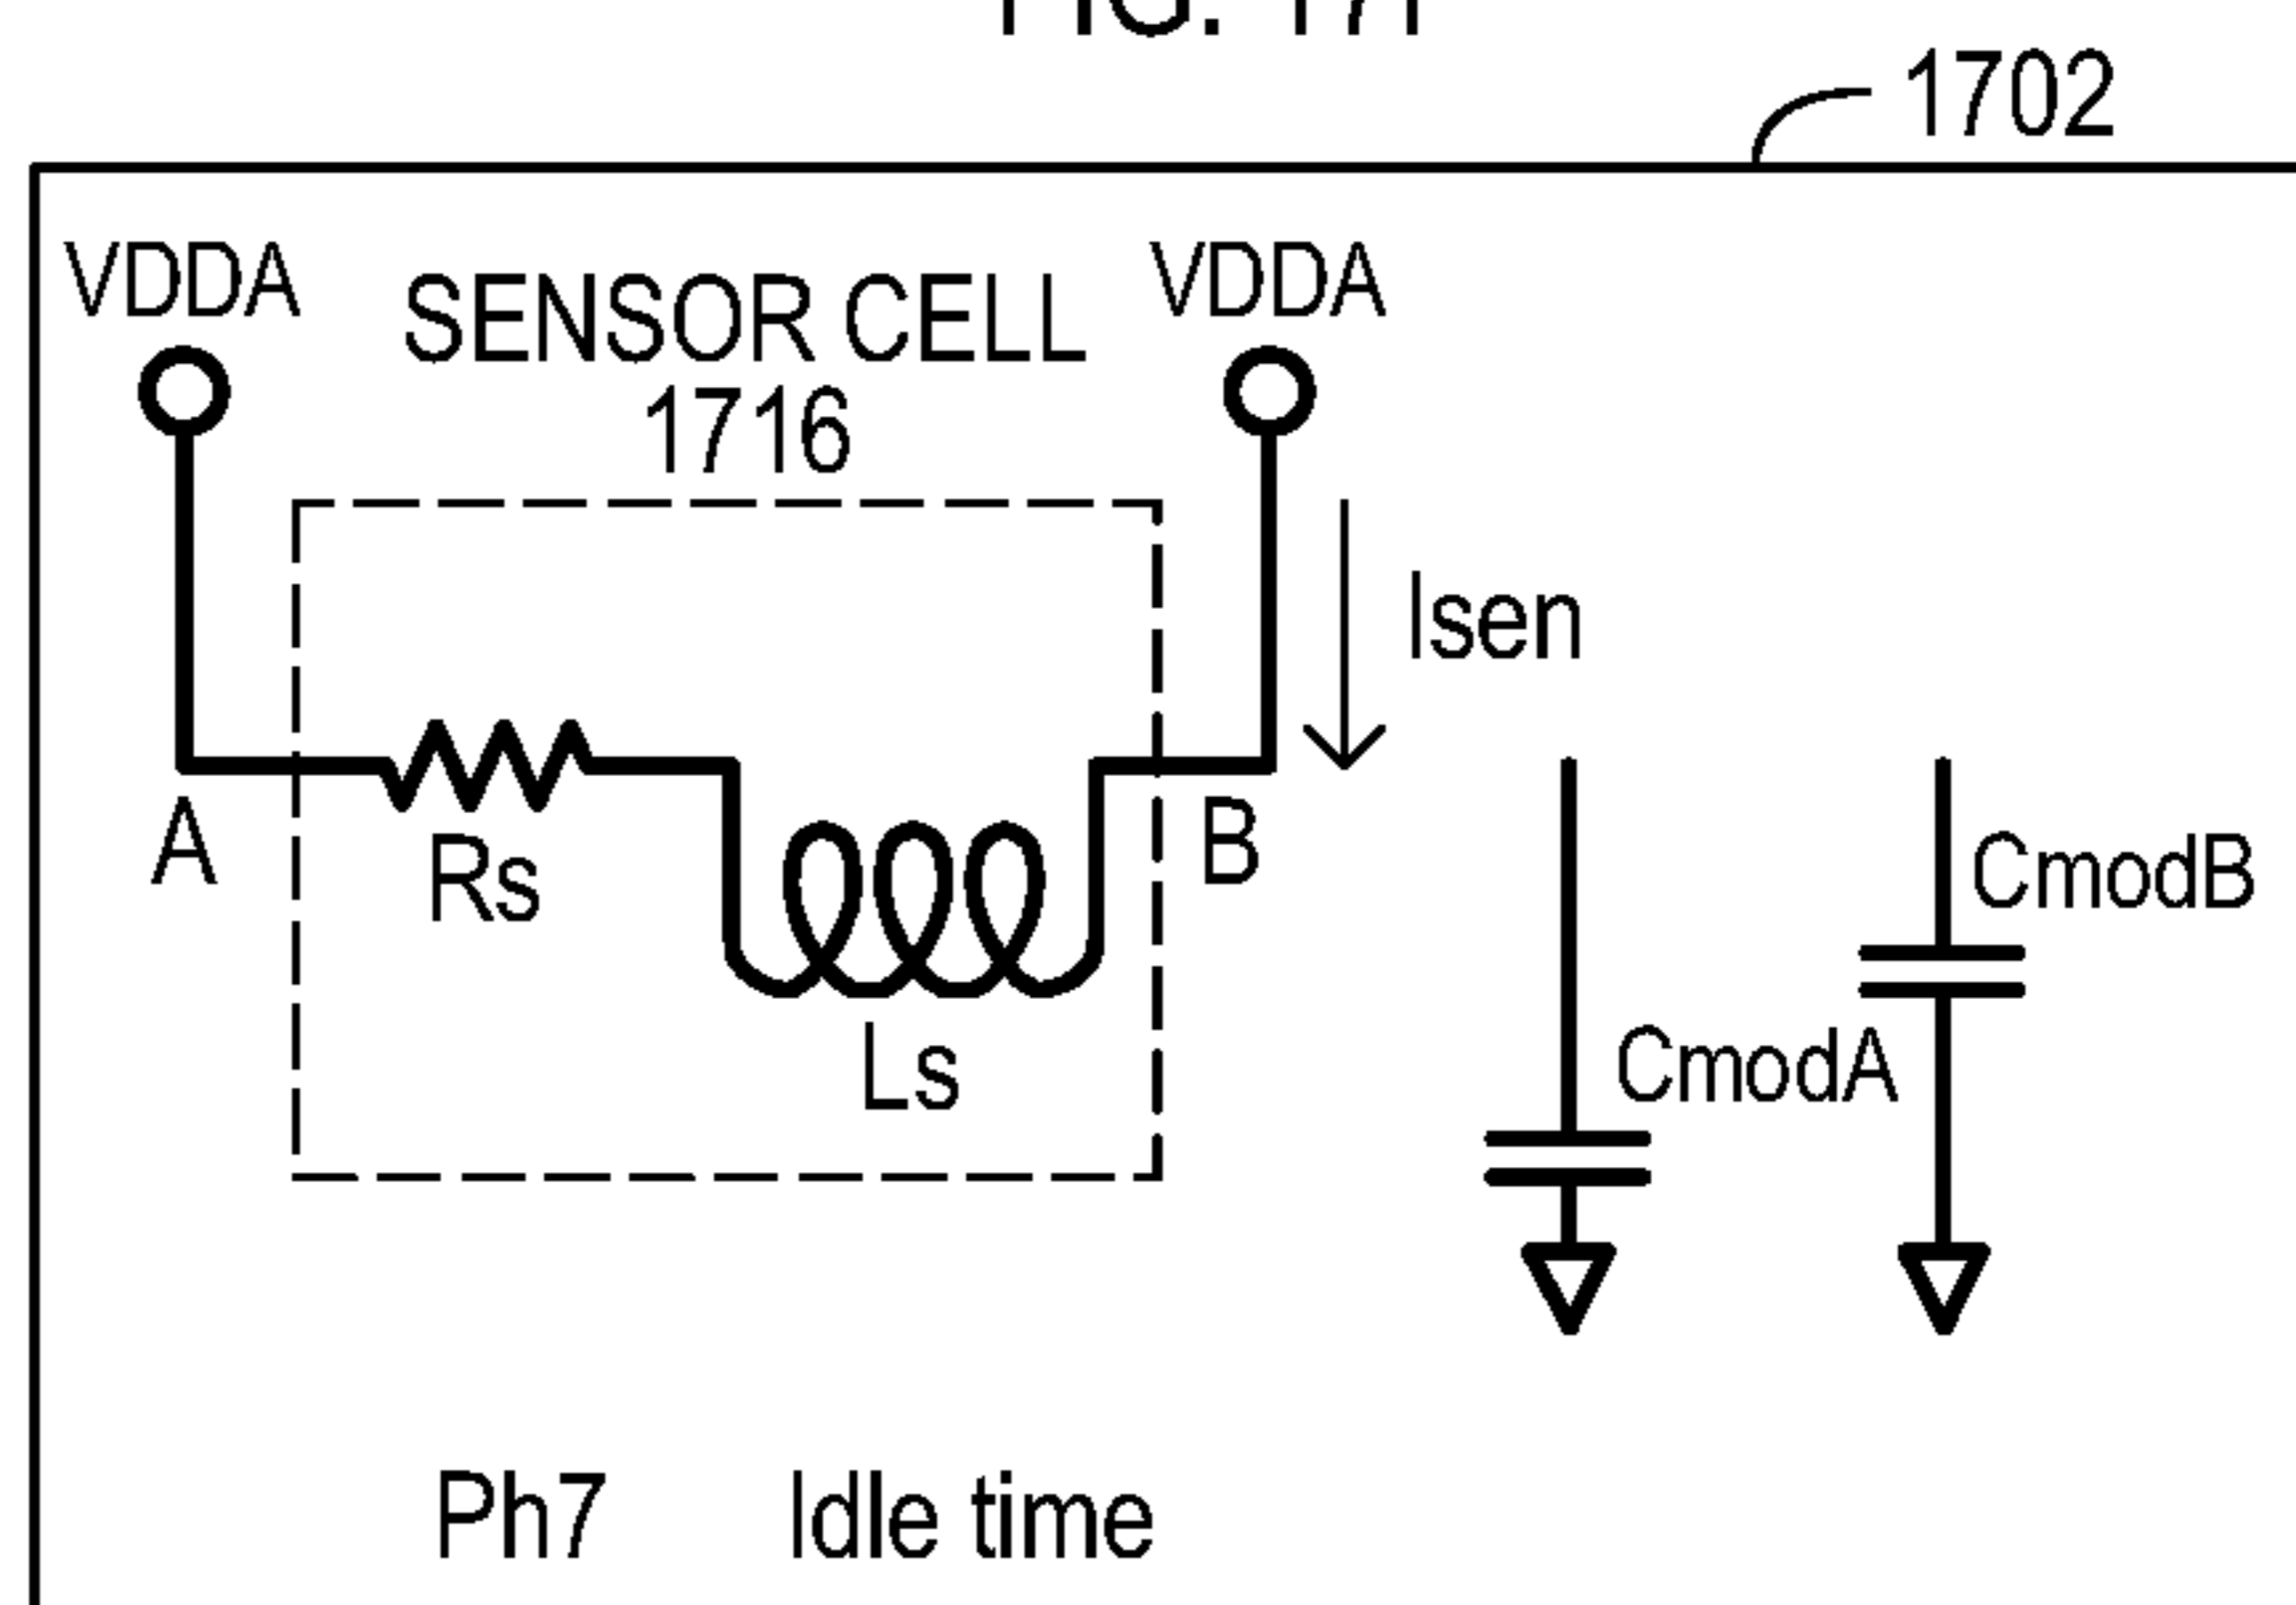 1702
VDDA
SENSOR CELL
1716
VDDA
Isen
A
Rs
B
Ls
CmodB
CmodA
Ph7 Idle time